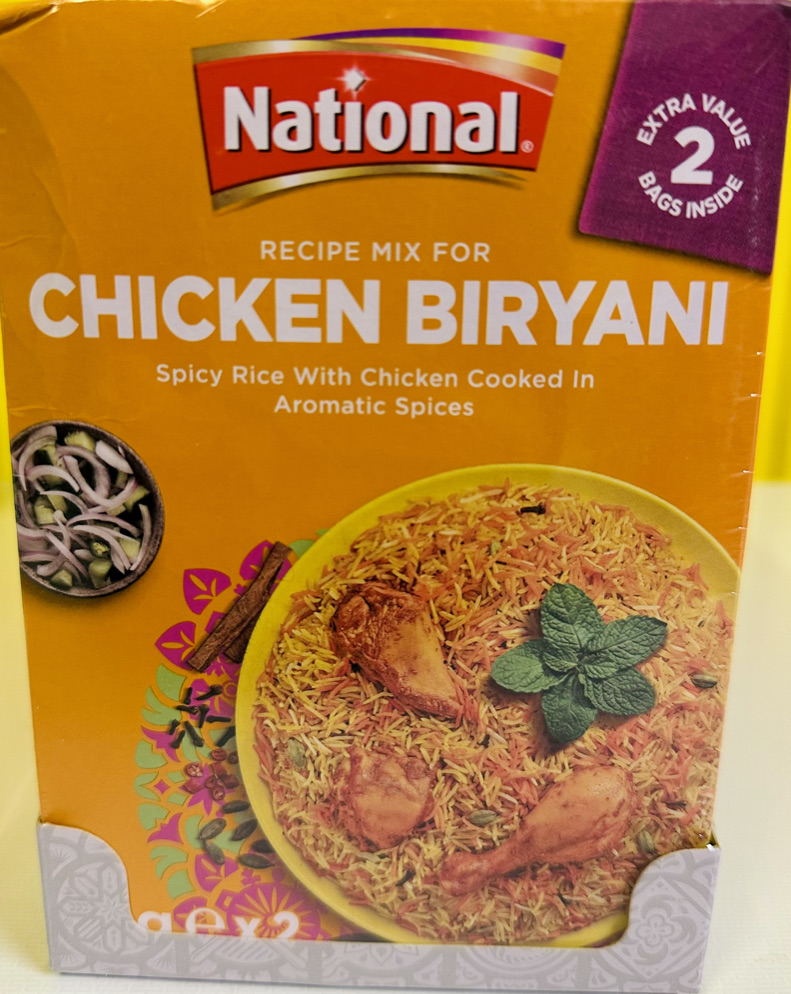 National®
EXTRA VALUE
2
BAGS INSIDE
RECIPE MIX FOR
CHICKEN BIRYANI
Spicy Rice With Chicken Cooked In
Aromatic Spices
g e x 2